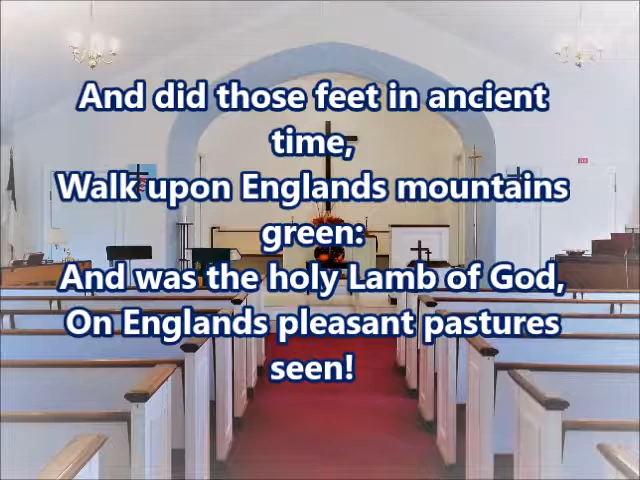 And did those feet in ancient
time,
Walk upon Englands mountains
green:
And was the holy Lamb of God,
On Englands pleasant pastures
seen!